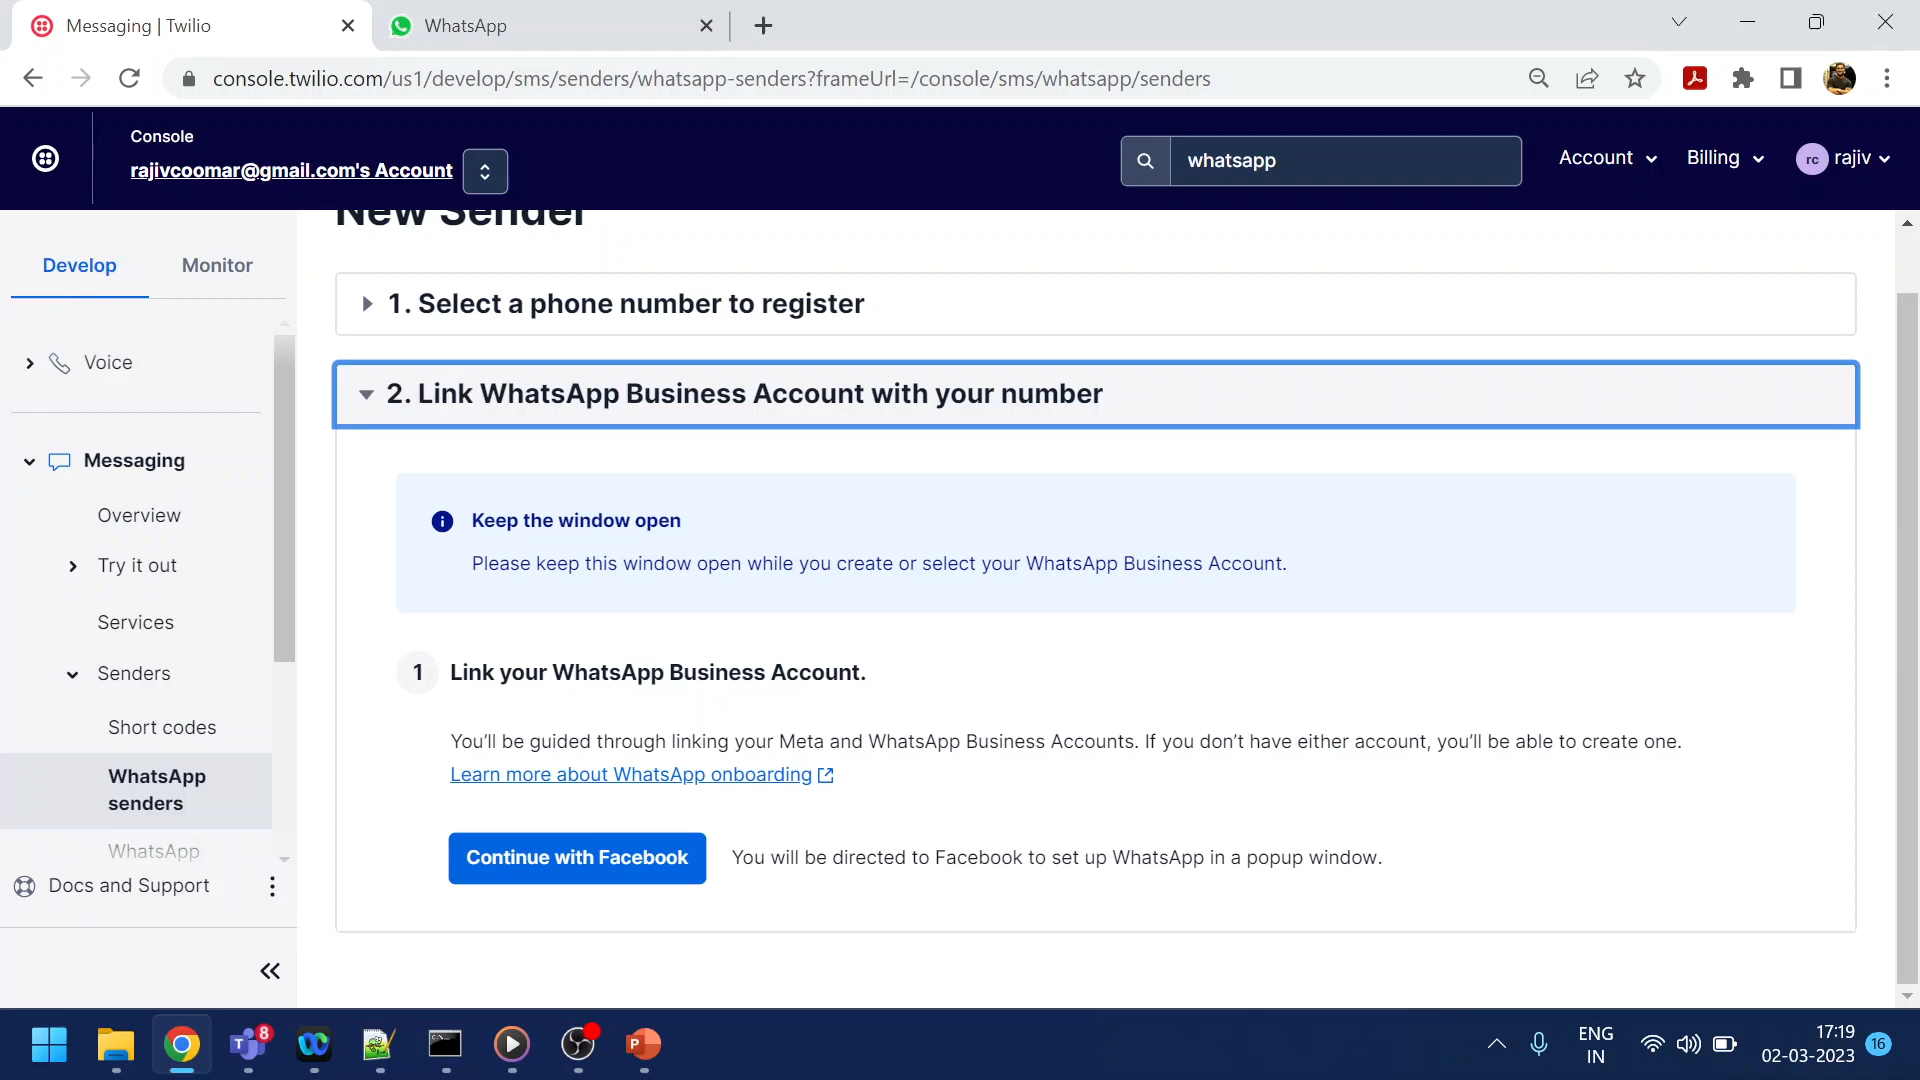 Messaging | Twilio
WhatsApp
console.twilio.com/us1/develop/sms/senders/whatsapp-senders?frameUrl=/console/sms/whatsapp/senders
Console
rajivcoomar@gmail.com's Account
whatsapp
Account
Billing
rc
rajiv
New Sender
Develop
Monitor
1. Select a phone number to register
Voice
2. Link WhatsApp Business Account with your number
Messaging
Overview
Keep the window open
Try it out
Please keep this window open while you create or select your WhatsApp Business Account.
Services
Senders
1 Link your WhatsApp Business Account.
Short codes
You'll be guided through linking your Meta and WhatsApp Business Accounts. If you don't have either account, you'll be able to create one.
WhatsApp
senders
Learn more about WhatsApp onboarding
WhatsApp
Continue with Facebook
You will be directed to Facebook to set up WhatsApp in a popup window.
Docs and Support
8
ENG
IN
17:19
02-03-2023
16